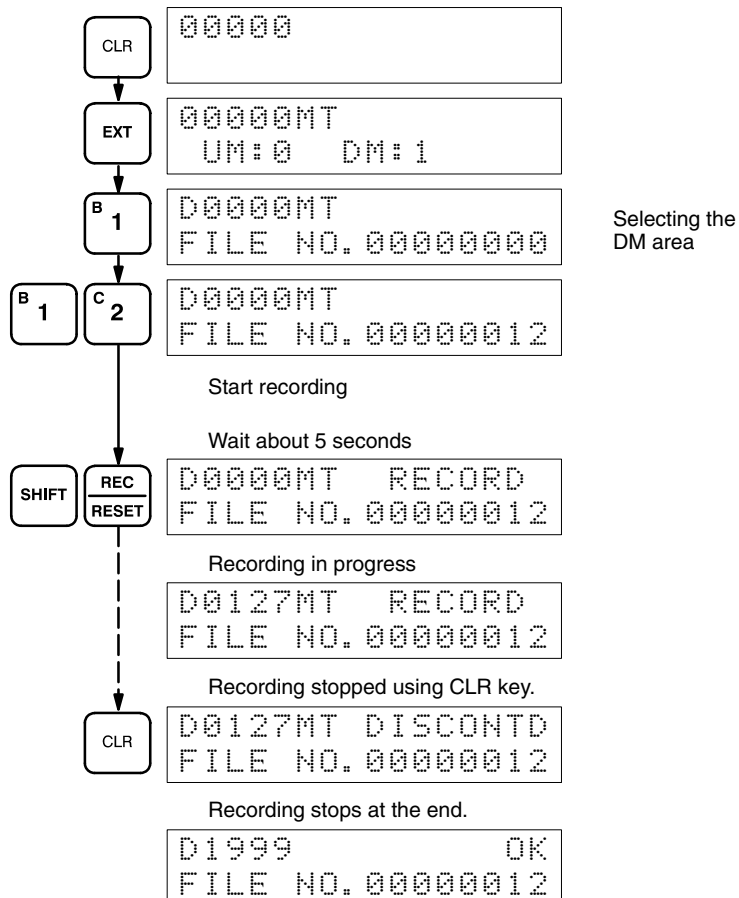 CLR
00000
EXT
00000MT
UM:0 DM:1
B
1
D0000MT
FILE NO.00000000
Selecting the
DM area
B
1
C
2
D0000MT
FILE NO.00000012
Start recording
Wait about 5 seconds
SHIFT
REC
RESET
D0000MT RECORD
FILE NO.00000012
Recording in progress
D0127MT RECORD
FILE NO.00000012
Recording stopped using CLR key.
CLR
D0127MT DISCONTD
FILE NO.00000012
Recording stops at the end.
D1999 OK
FILE NO.00000012